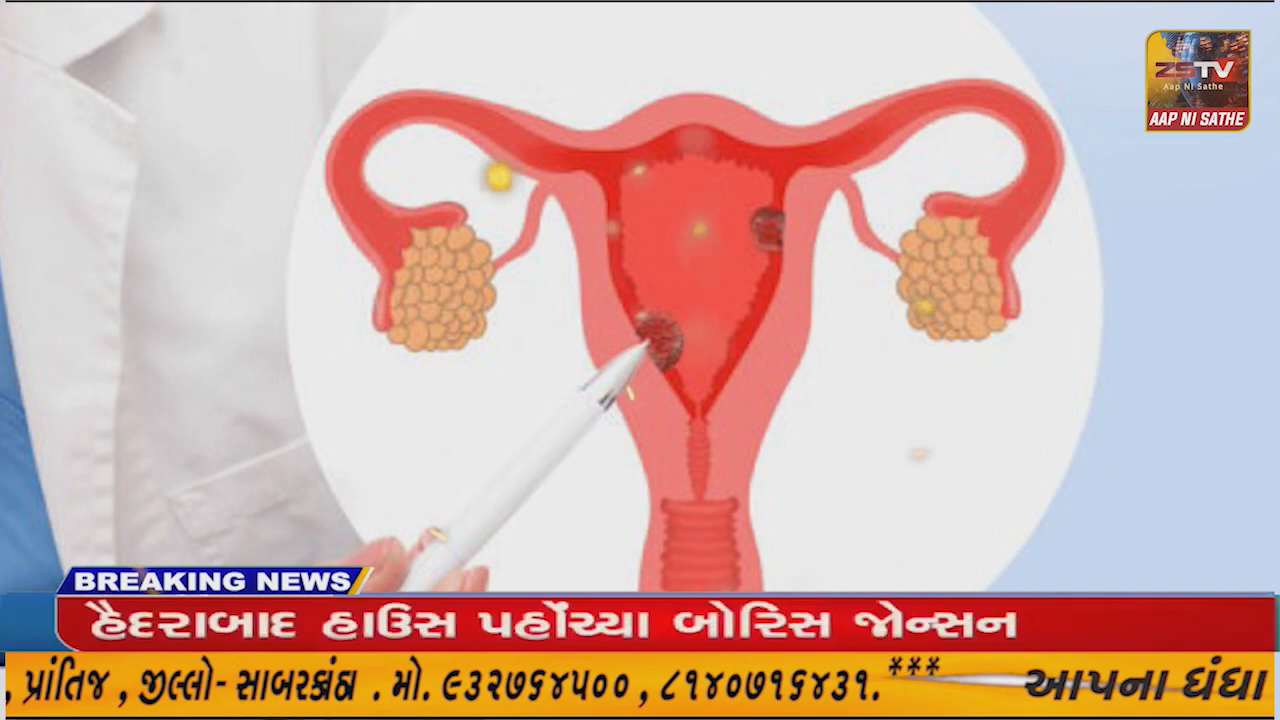 ZSTV
Aap Ni Sathe
AAP NI SATHE
BREAKING NEWS
હૈદરાબાદ હાઉસ પહોંચ્યા બોરિસ જોન્સન
, પ્રાંતિજ , જીલ્લો- સાબરકાંઠા . મો. ૯૩૨૭૬૪૫૦૦ , ૮૧૪૦૭૧૬૪૩૧. *** આપના ધંધા